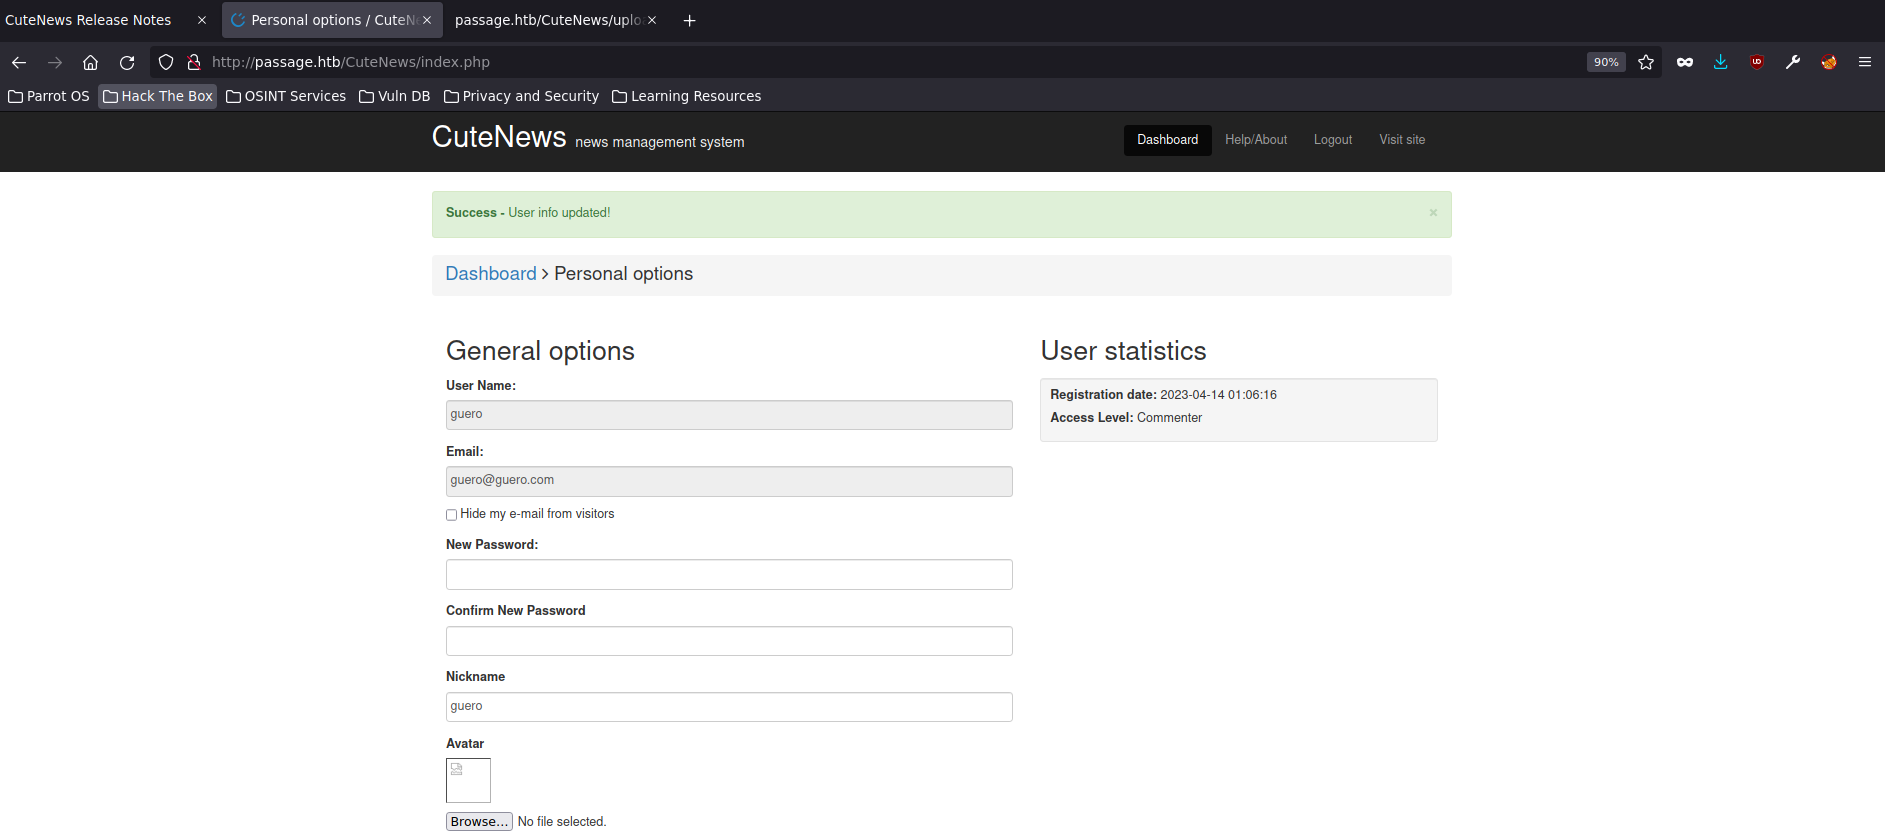 CuteNews Release Notes
Personal options / CuteNe
passage.htb/CuteNews/uplo
http://passage.htb/CuteNews/index.php
90%
Parrot OS Hack The Box OSINT Services Vuln DB Privacy and Security Learning Resources
CuteNews news management system
Dashboard Help/About Logout Visit site
Success - User info updated!
×
Dashboard > Personal options
General options
User Name:
guero
Email:
guero@guero.com
Hide my e-mail from visitors
New Password:
Confirm New Password
Nickname
guero
Avatar
Browse... No file selected.
User statistics
Registration date: 2023-04-14 01:06:16
Access Level: Commenter